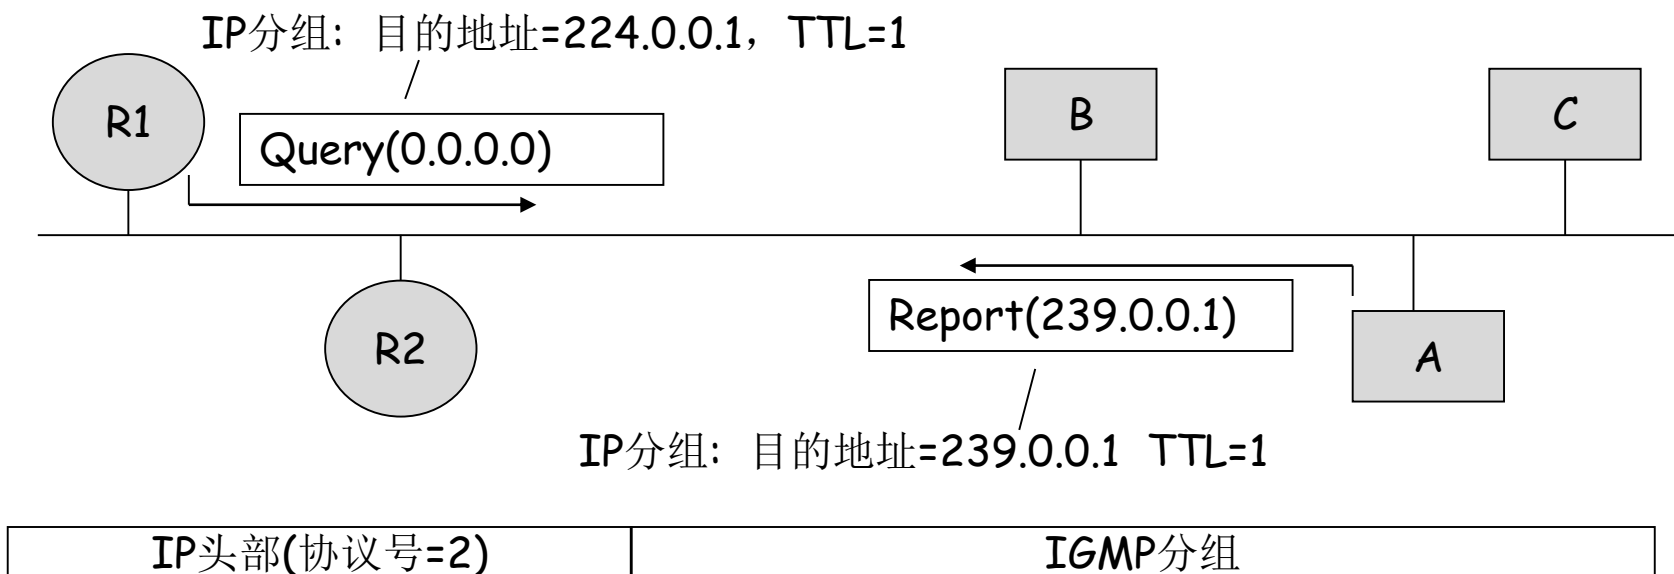 IP分组: 目的地址=224.0.0.1, TTL=1
R1
Query(0.0.0.0)
B
C
R2
Report(239.0.0.1)
A
IP分组: 目的地址=239.0.0.1 TTL=1
IP头部(协议号=2)
IGMP分组